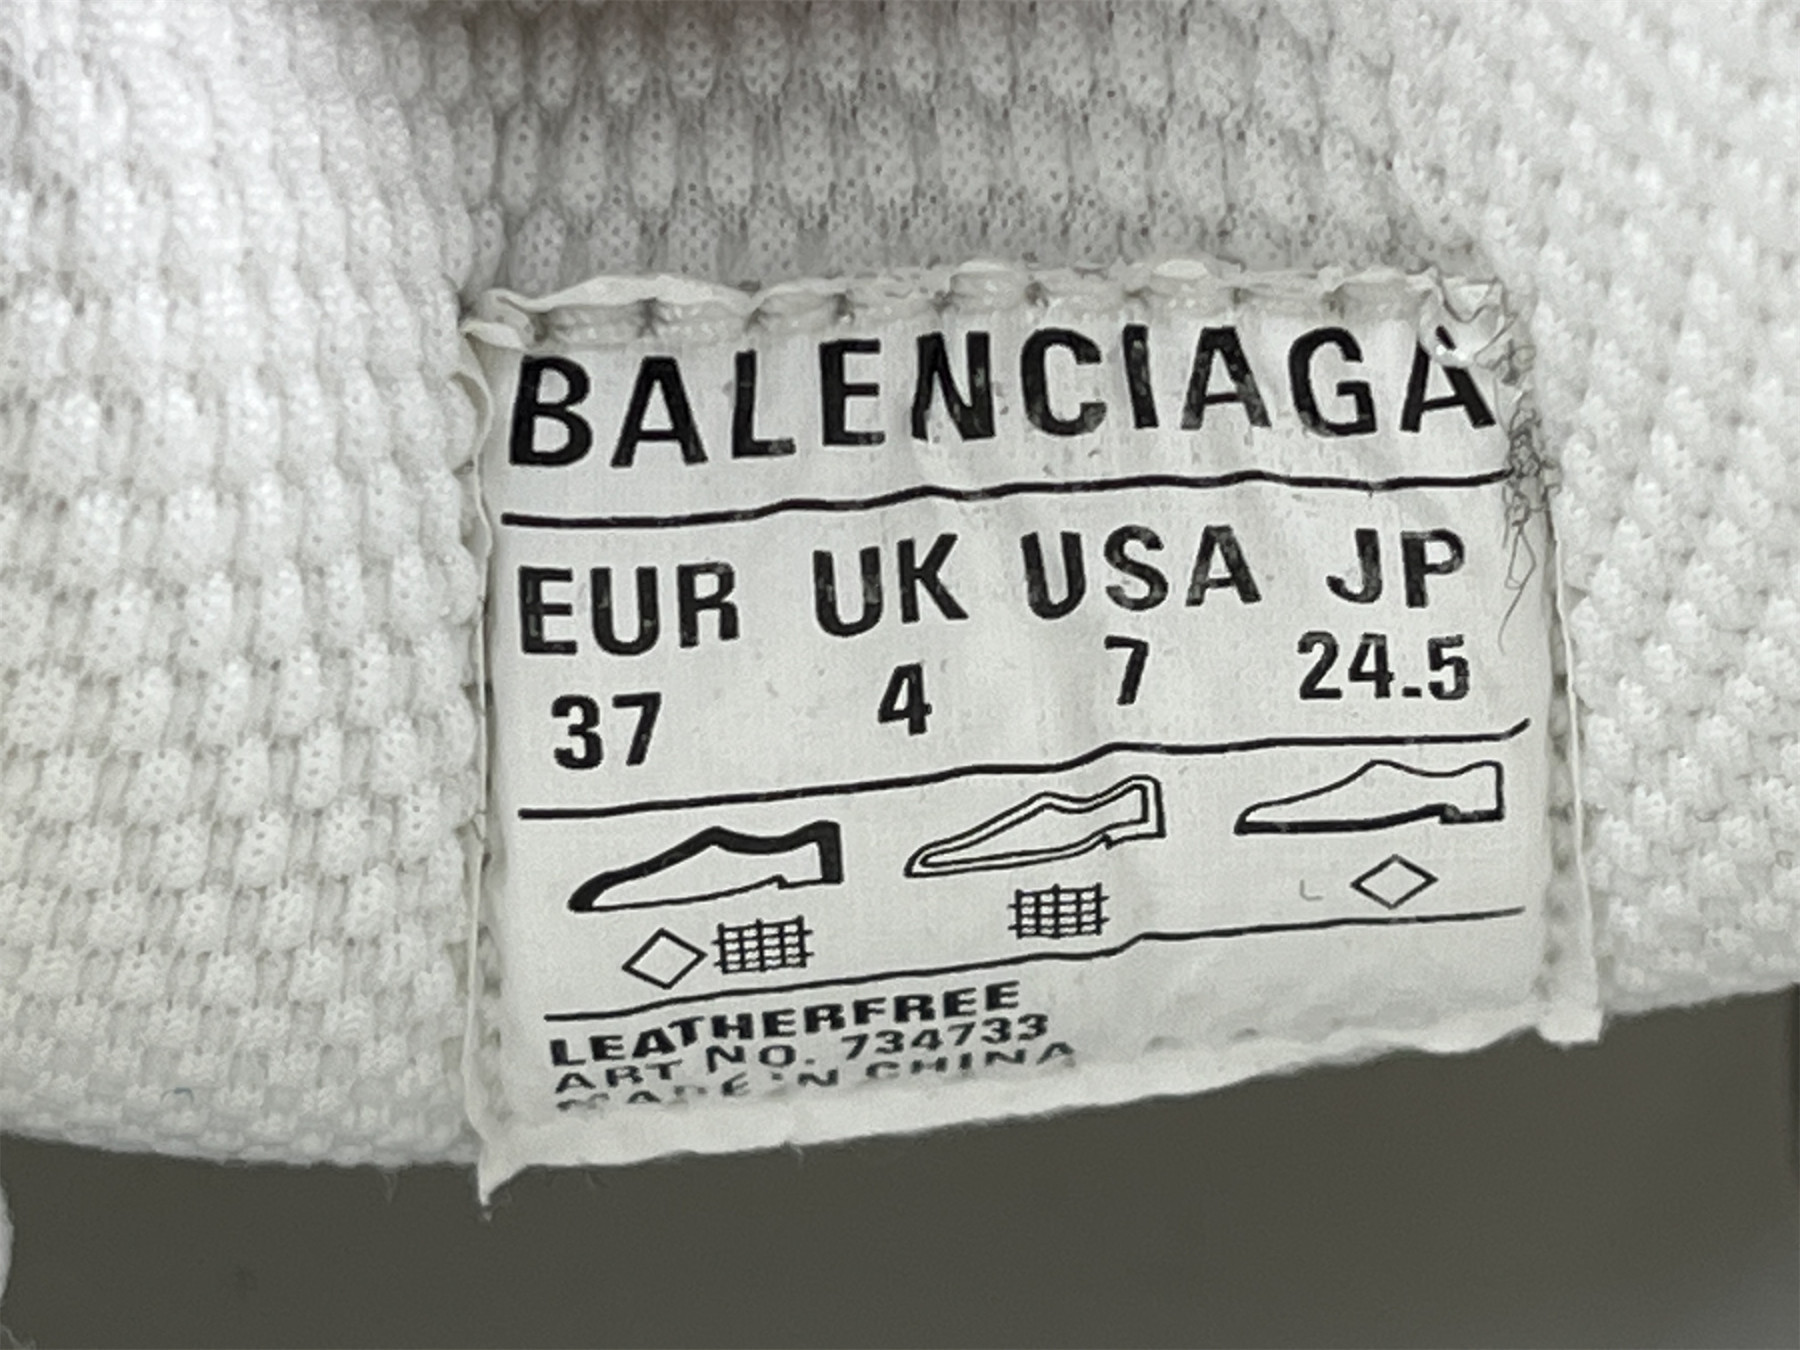 BALENCIAGA
EUR UK USA JP
37 4 7 24.5
LEATHERFREE
ART NO. 734733
MADE IN CHINA